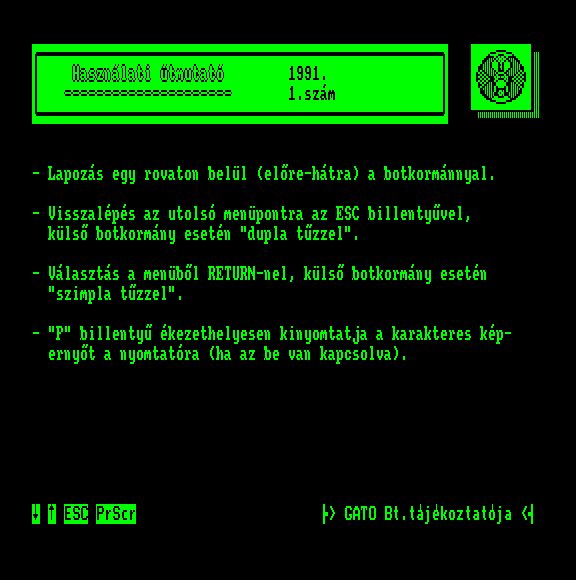 Használati útmutató 1991.
===================== 1.szám
- Lapozás egy rovaton belül (előre-hátra) a botkormánnyal.
- Visszalépés az utolsó menüpontra az ESC billentyűvel,
külső botkormány esetén "dupla tűzzel".
- Választás a menüből RETURN-nel, külső botkormány esetén
"szimpla tűzzel".
- "P" billentyű ékezethelyesen kinyomtatja a karakteres kép-
ernyőt a nyomtatóra (ha az be van kapcsolva).
↓ ↑ ESC PrScr ├> GATO Bt.tájékoztatója <┤